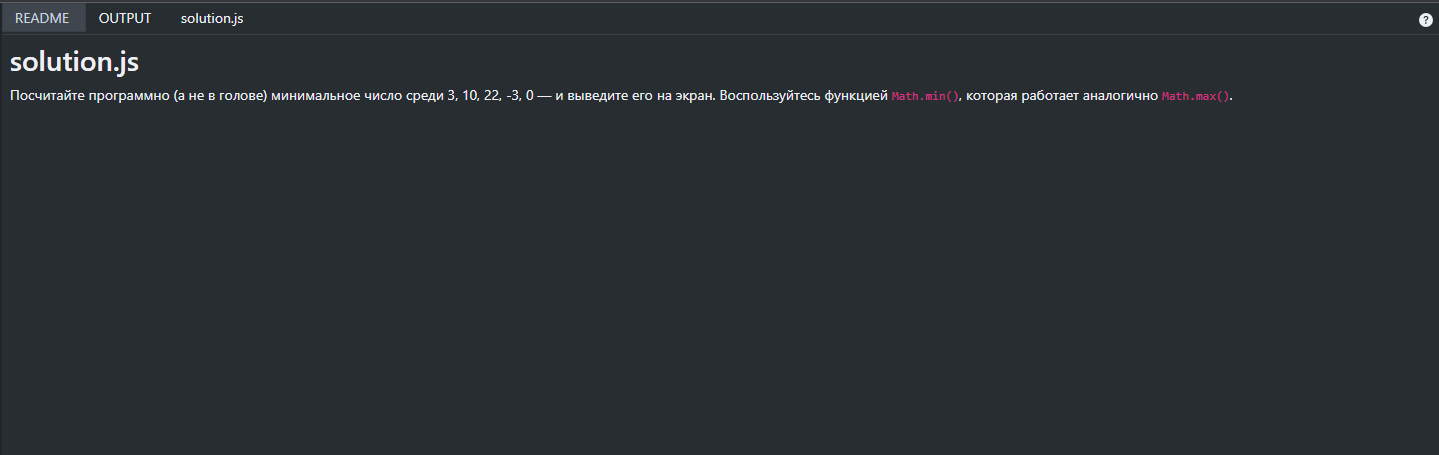 README OUTPUT solution.js
solution.js
Посчитайте программно (а не в голове) минимальное число среди 3, 10, 22, -3, 0 — и выведите его на экран. Воспользуйтесь функцией Math.min(), которая работает аналогично Math.max().